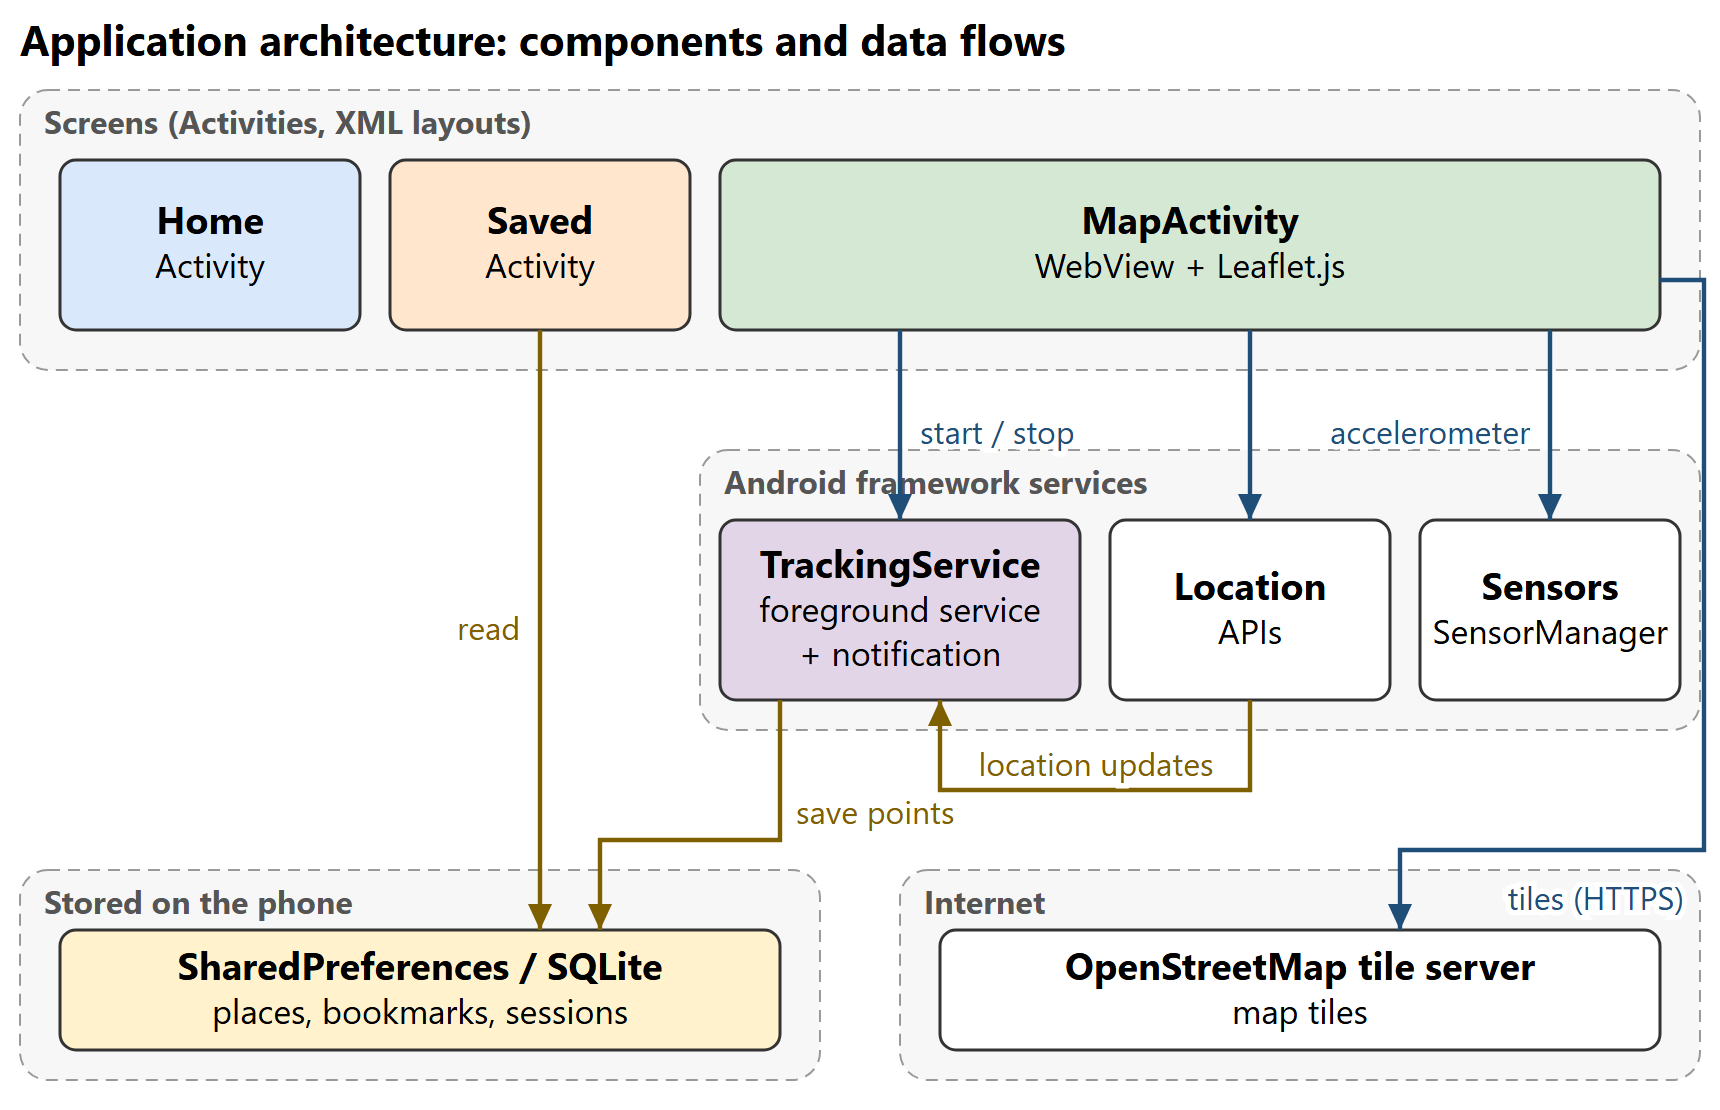 Application architecture: components and data flows
Screens (Activities, XML layouts)
Home
Activity
Saved
Activity
MapActivity
WebView + Leaflet.js
start / stop
accelerometer
Android framework services
TrackingService
foreground service
+ notification
Location
APIs
Sensors
SensorManager
read
location updates
save points
Stored on the phone
SharedPreferences / SQLite
places, bookmarks, sessions
Internet
tiles (HTTPS)
OpenStreetMap tile server
map tiles